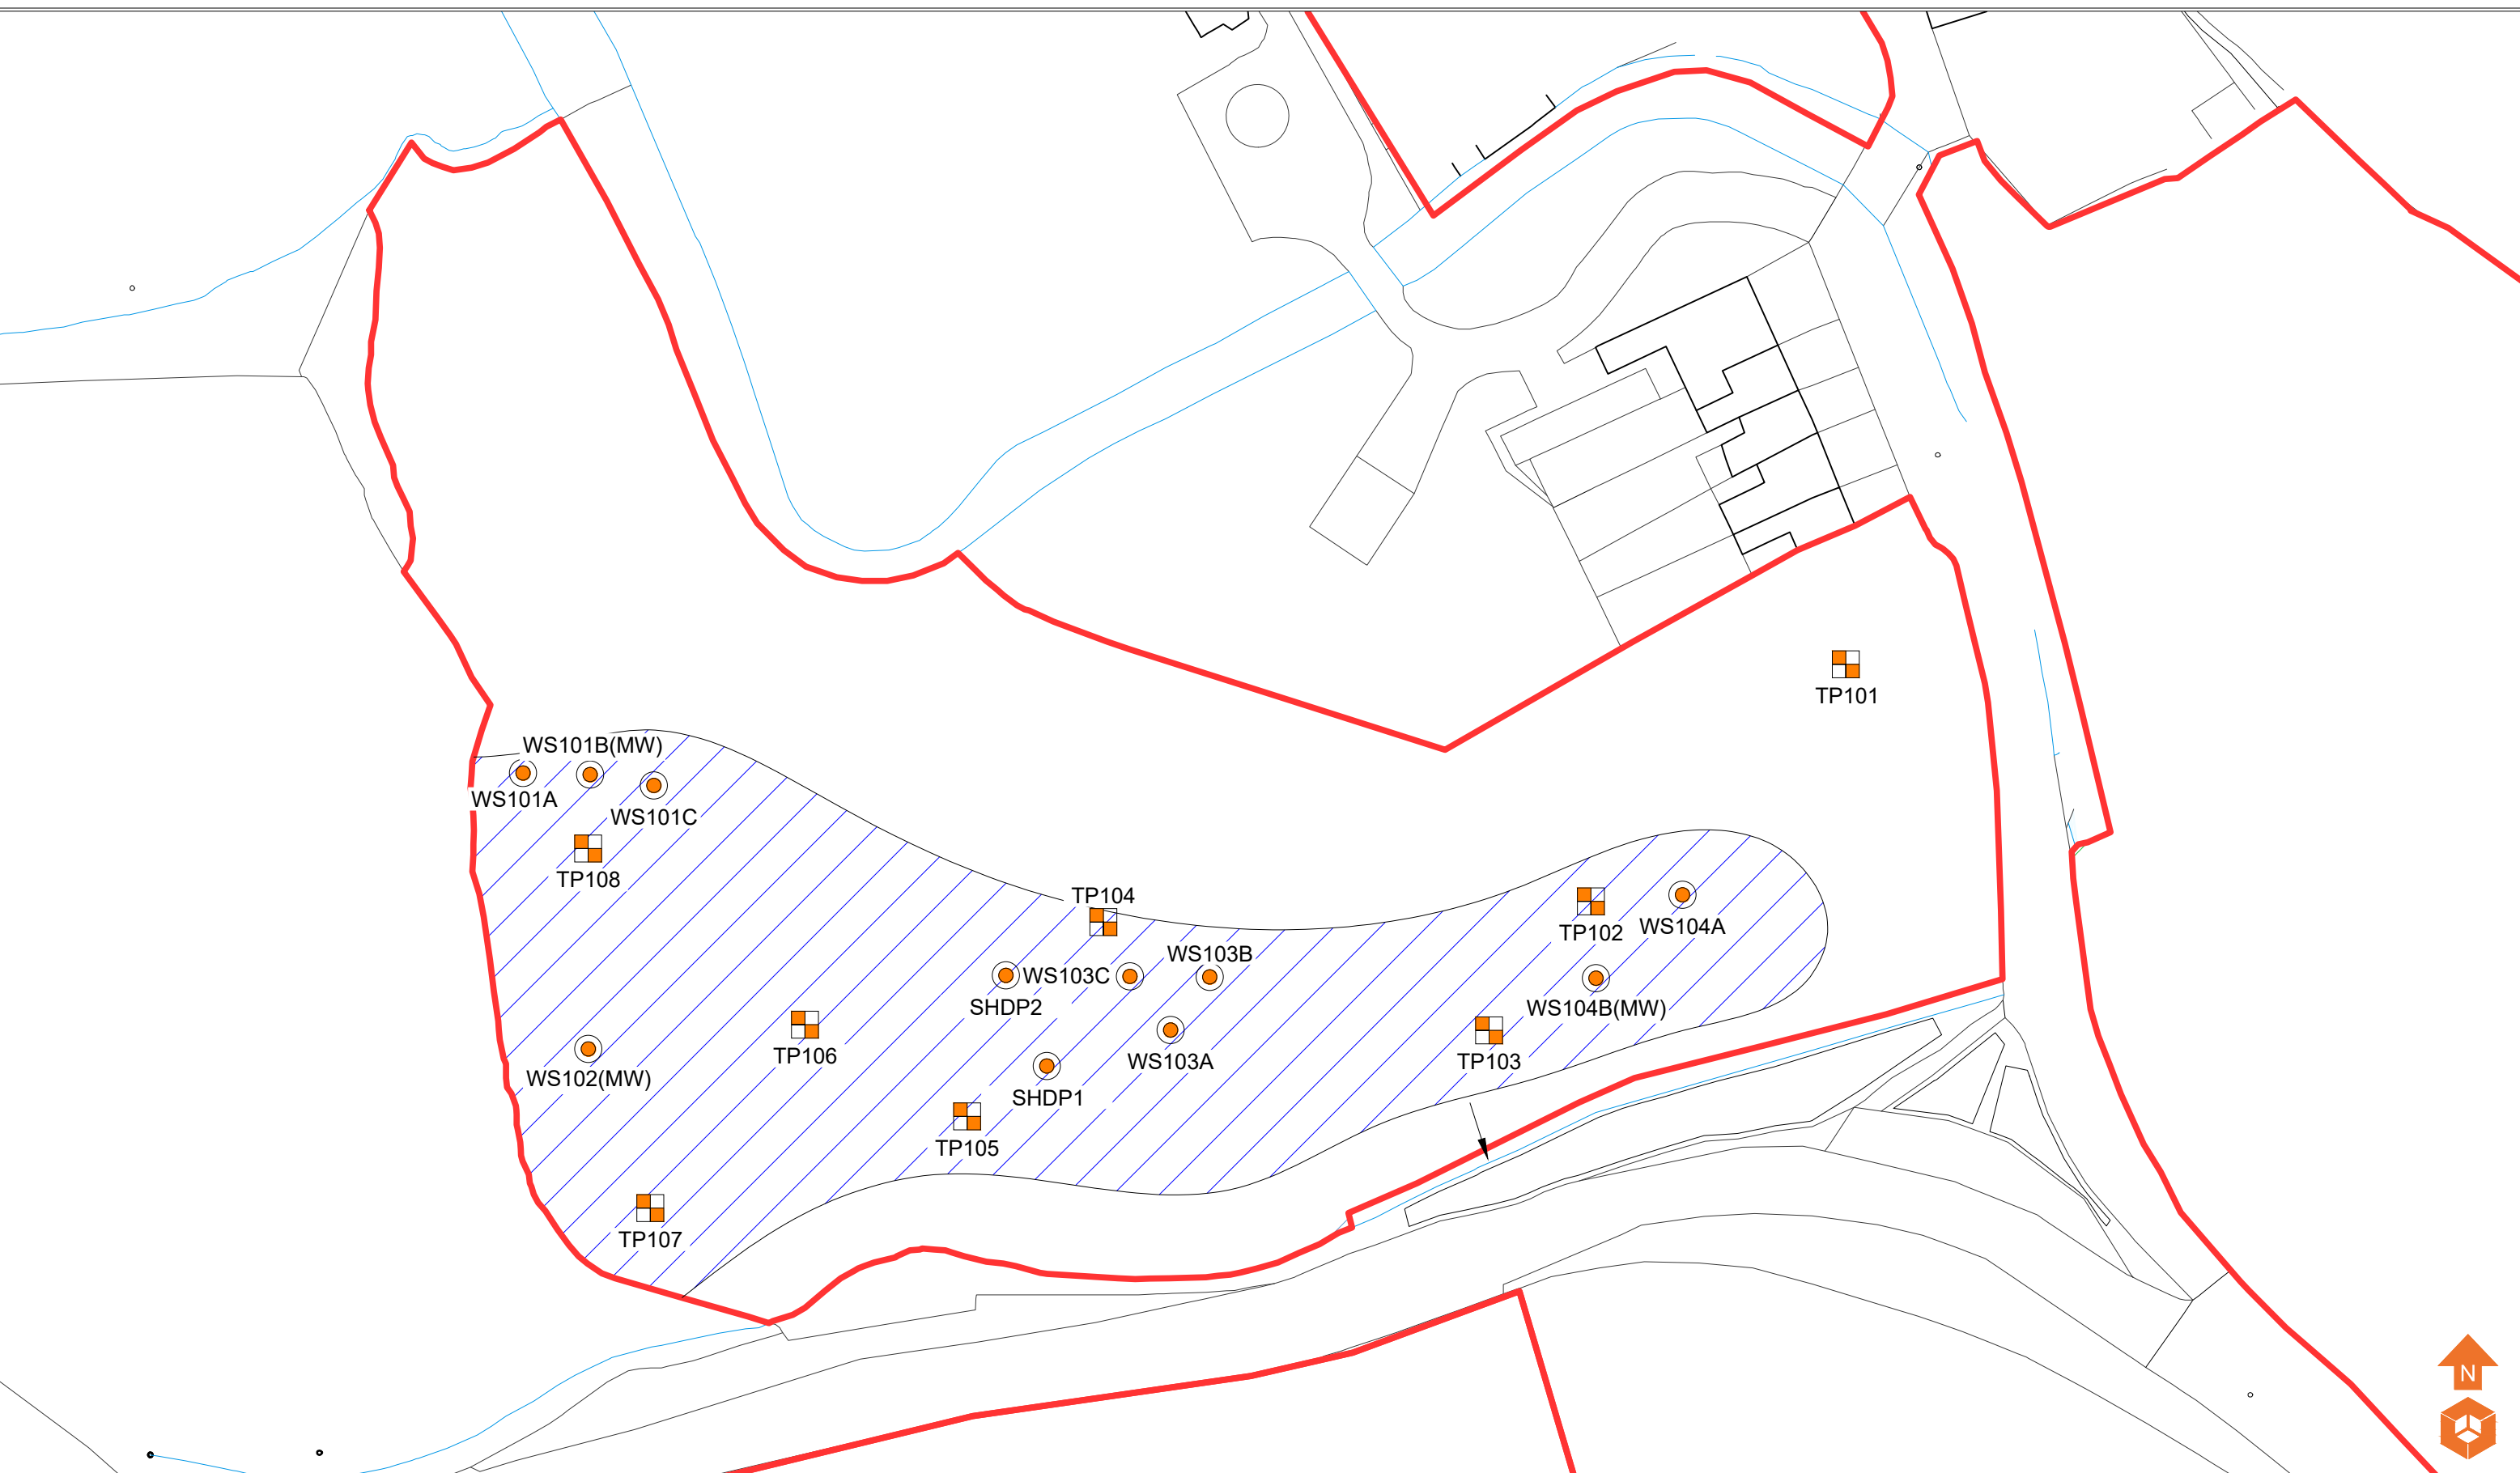 TP101
WS101B(MW)
WS101A
WS101C
TP108
TP104
TP102
WS104A
WS103B
WS103C
SHDP2
WS104B(MW)
TP106
WS103A
TP103
WS102(MW)
SHDP1
TP105
TP107
N